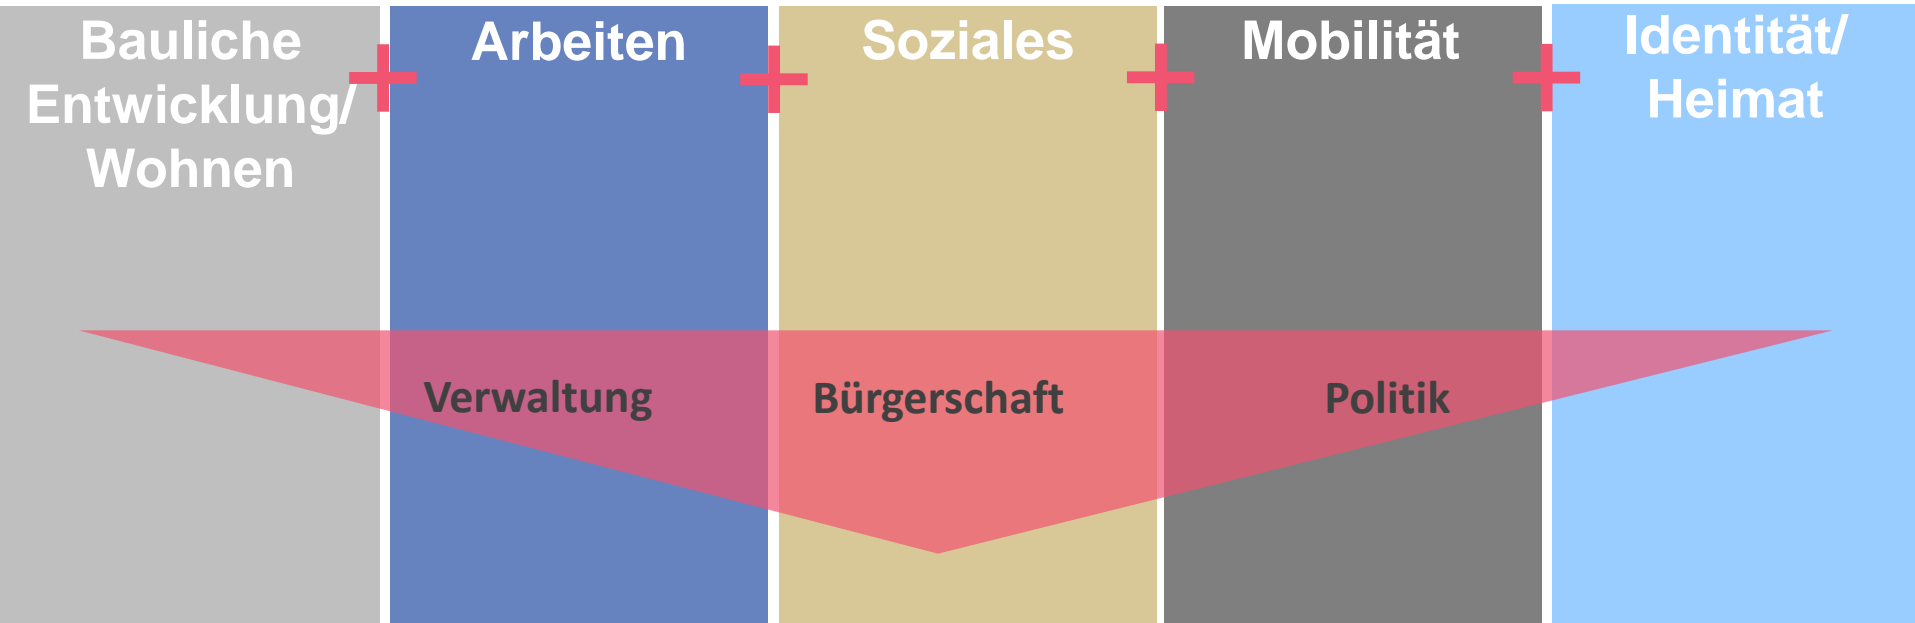 Bauliche
Entwicklung/
Wohnen
Arbeiten
Soziales
Mobilität
Identität/
Heimat
Verwaltung
Bürgerschaft
Politik